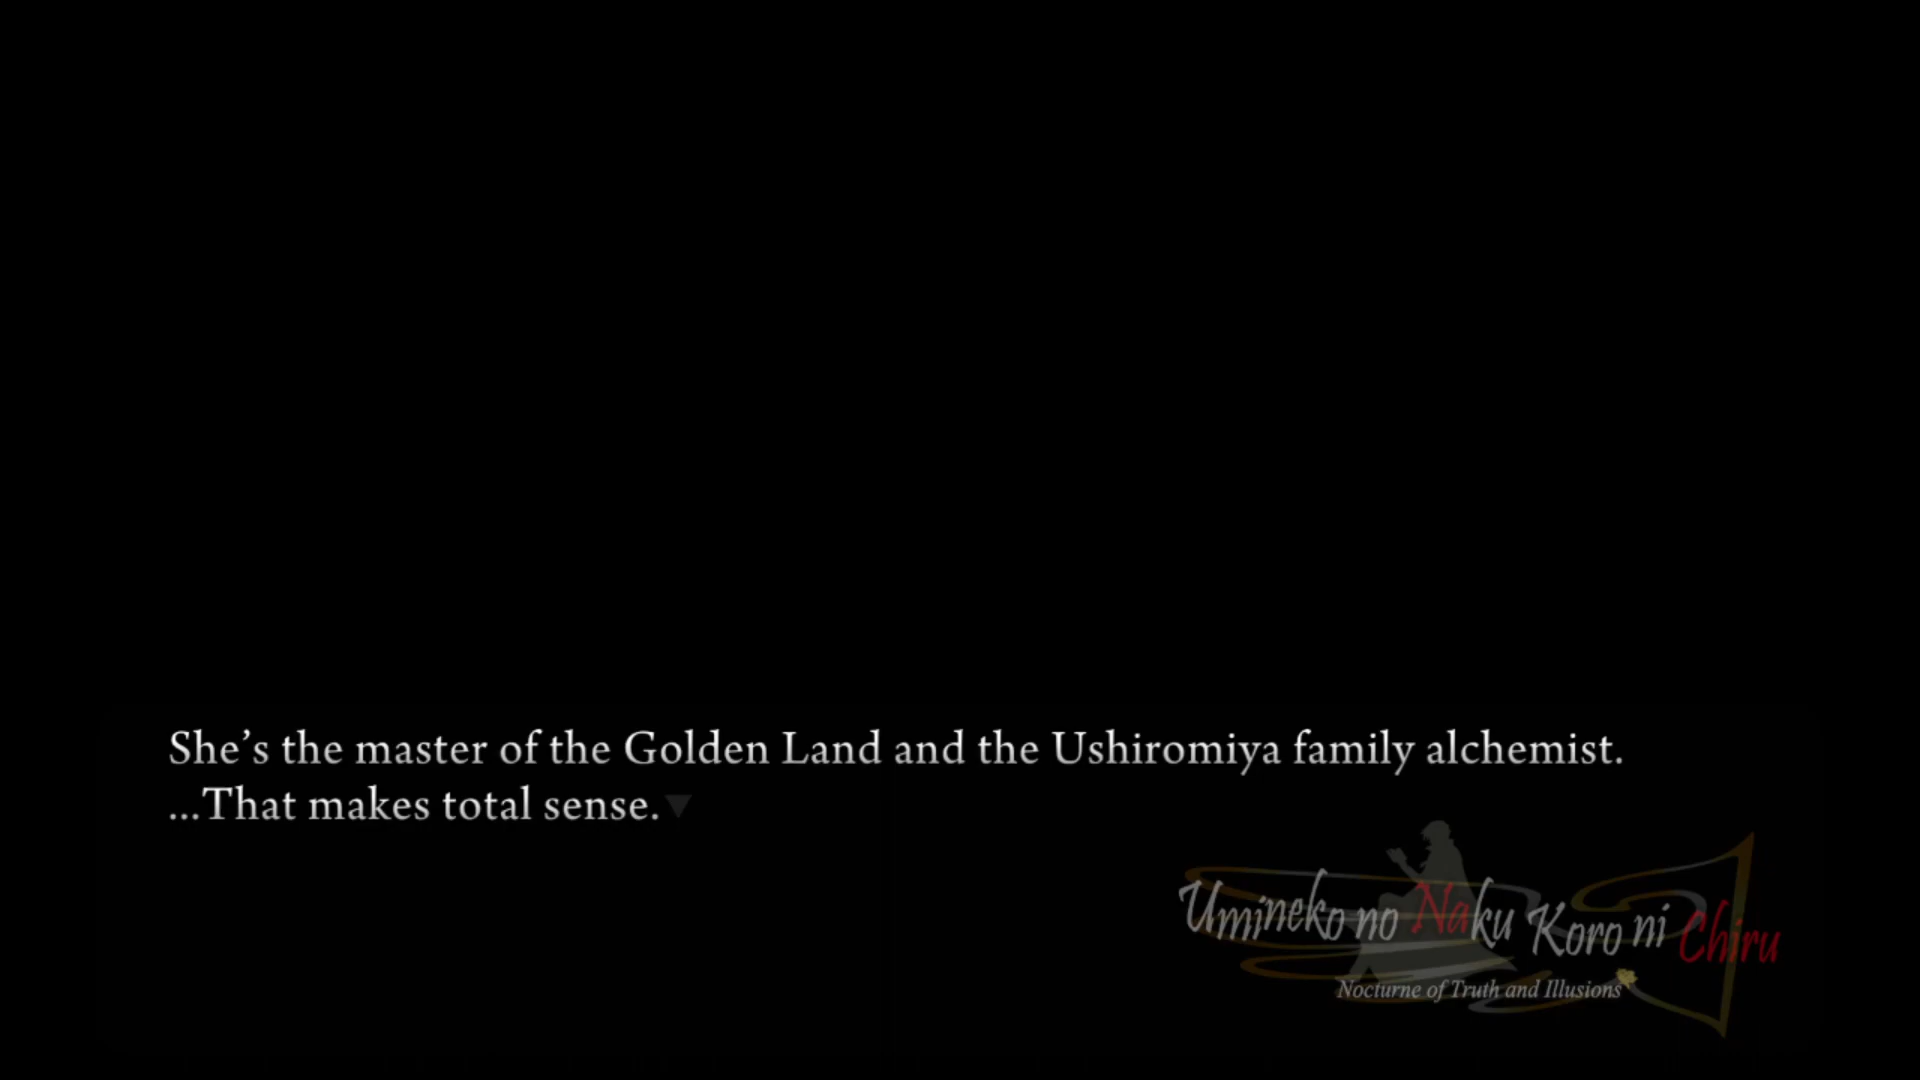 She’s the master of the Golden Land and the Ushiromiya family alchemist.
...That makes total sense.
Umineko no Naku Koro ni Chiru
Nocturne of Truth and Illusions